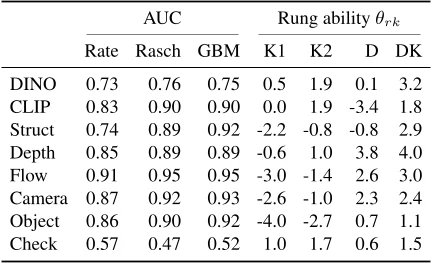 AUC Rung ability θrk
Rate Rasch GBM K1 K2 D DK
DINO 0.73 0.76 0.75 0.5 1.9 0.1 3.2
CLIP 0.83 0.90 0.90 0.0 1.9 -3.4 1.8
Struct 0.74 0.89 0.92 -2.2 -0.8 -0.8 2.9
Depth 0.85 0.89 0.89 -0.6 1.0 3.8 4.0
Flow 0.91 0.95 0.95 -3.0 -1.4 2.6 3.0
Camera 0.87 0.92 0.93 -2.6 -1.0 2.3 2.4
Object 0.86 0.90 0.92 -4.0 -2.7 0.7 1.1
Check 0.57 0.47 0.52 1.0 1.7 0.6 1.5